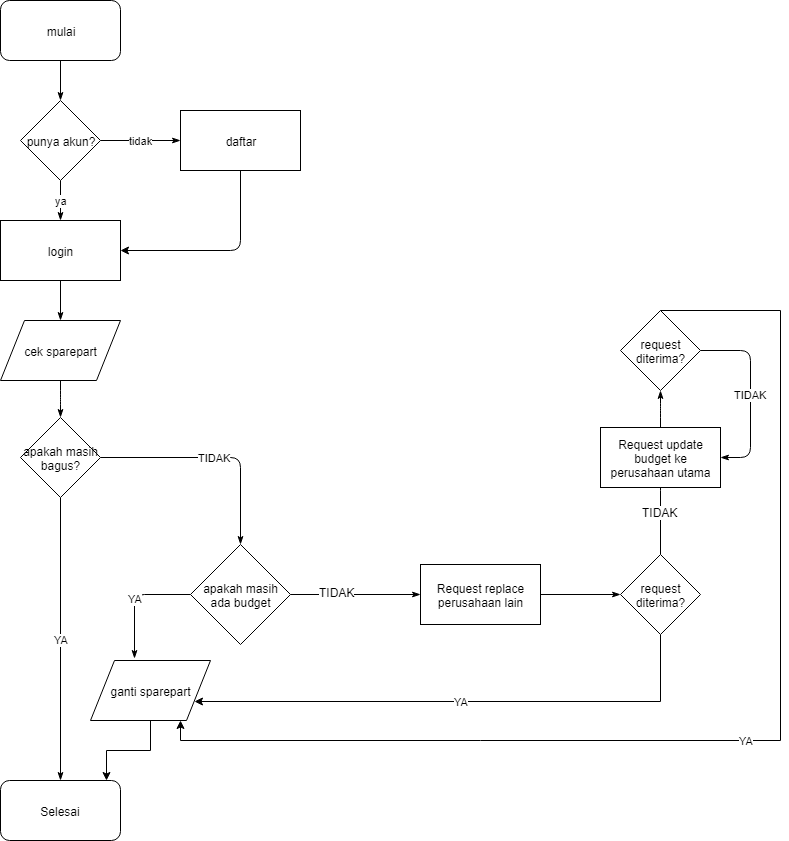 mulai
punya akun?
tidak
daftar
ya
login
cek sparepart
request
diterima?
TIDAK
Request update
budget ke
perusahaan utama
apakah masih
bagus?
TIDAK
TIDAK
apakah masih
ada budget
TIDAK
Request replace
perusahaan lain
request
diterima?
YA
YA
ganti sparepart
YA
YA
Selesai